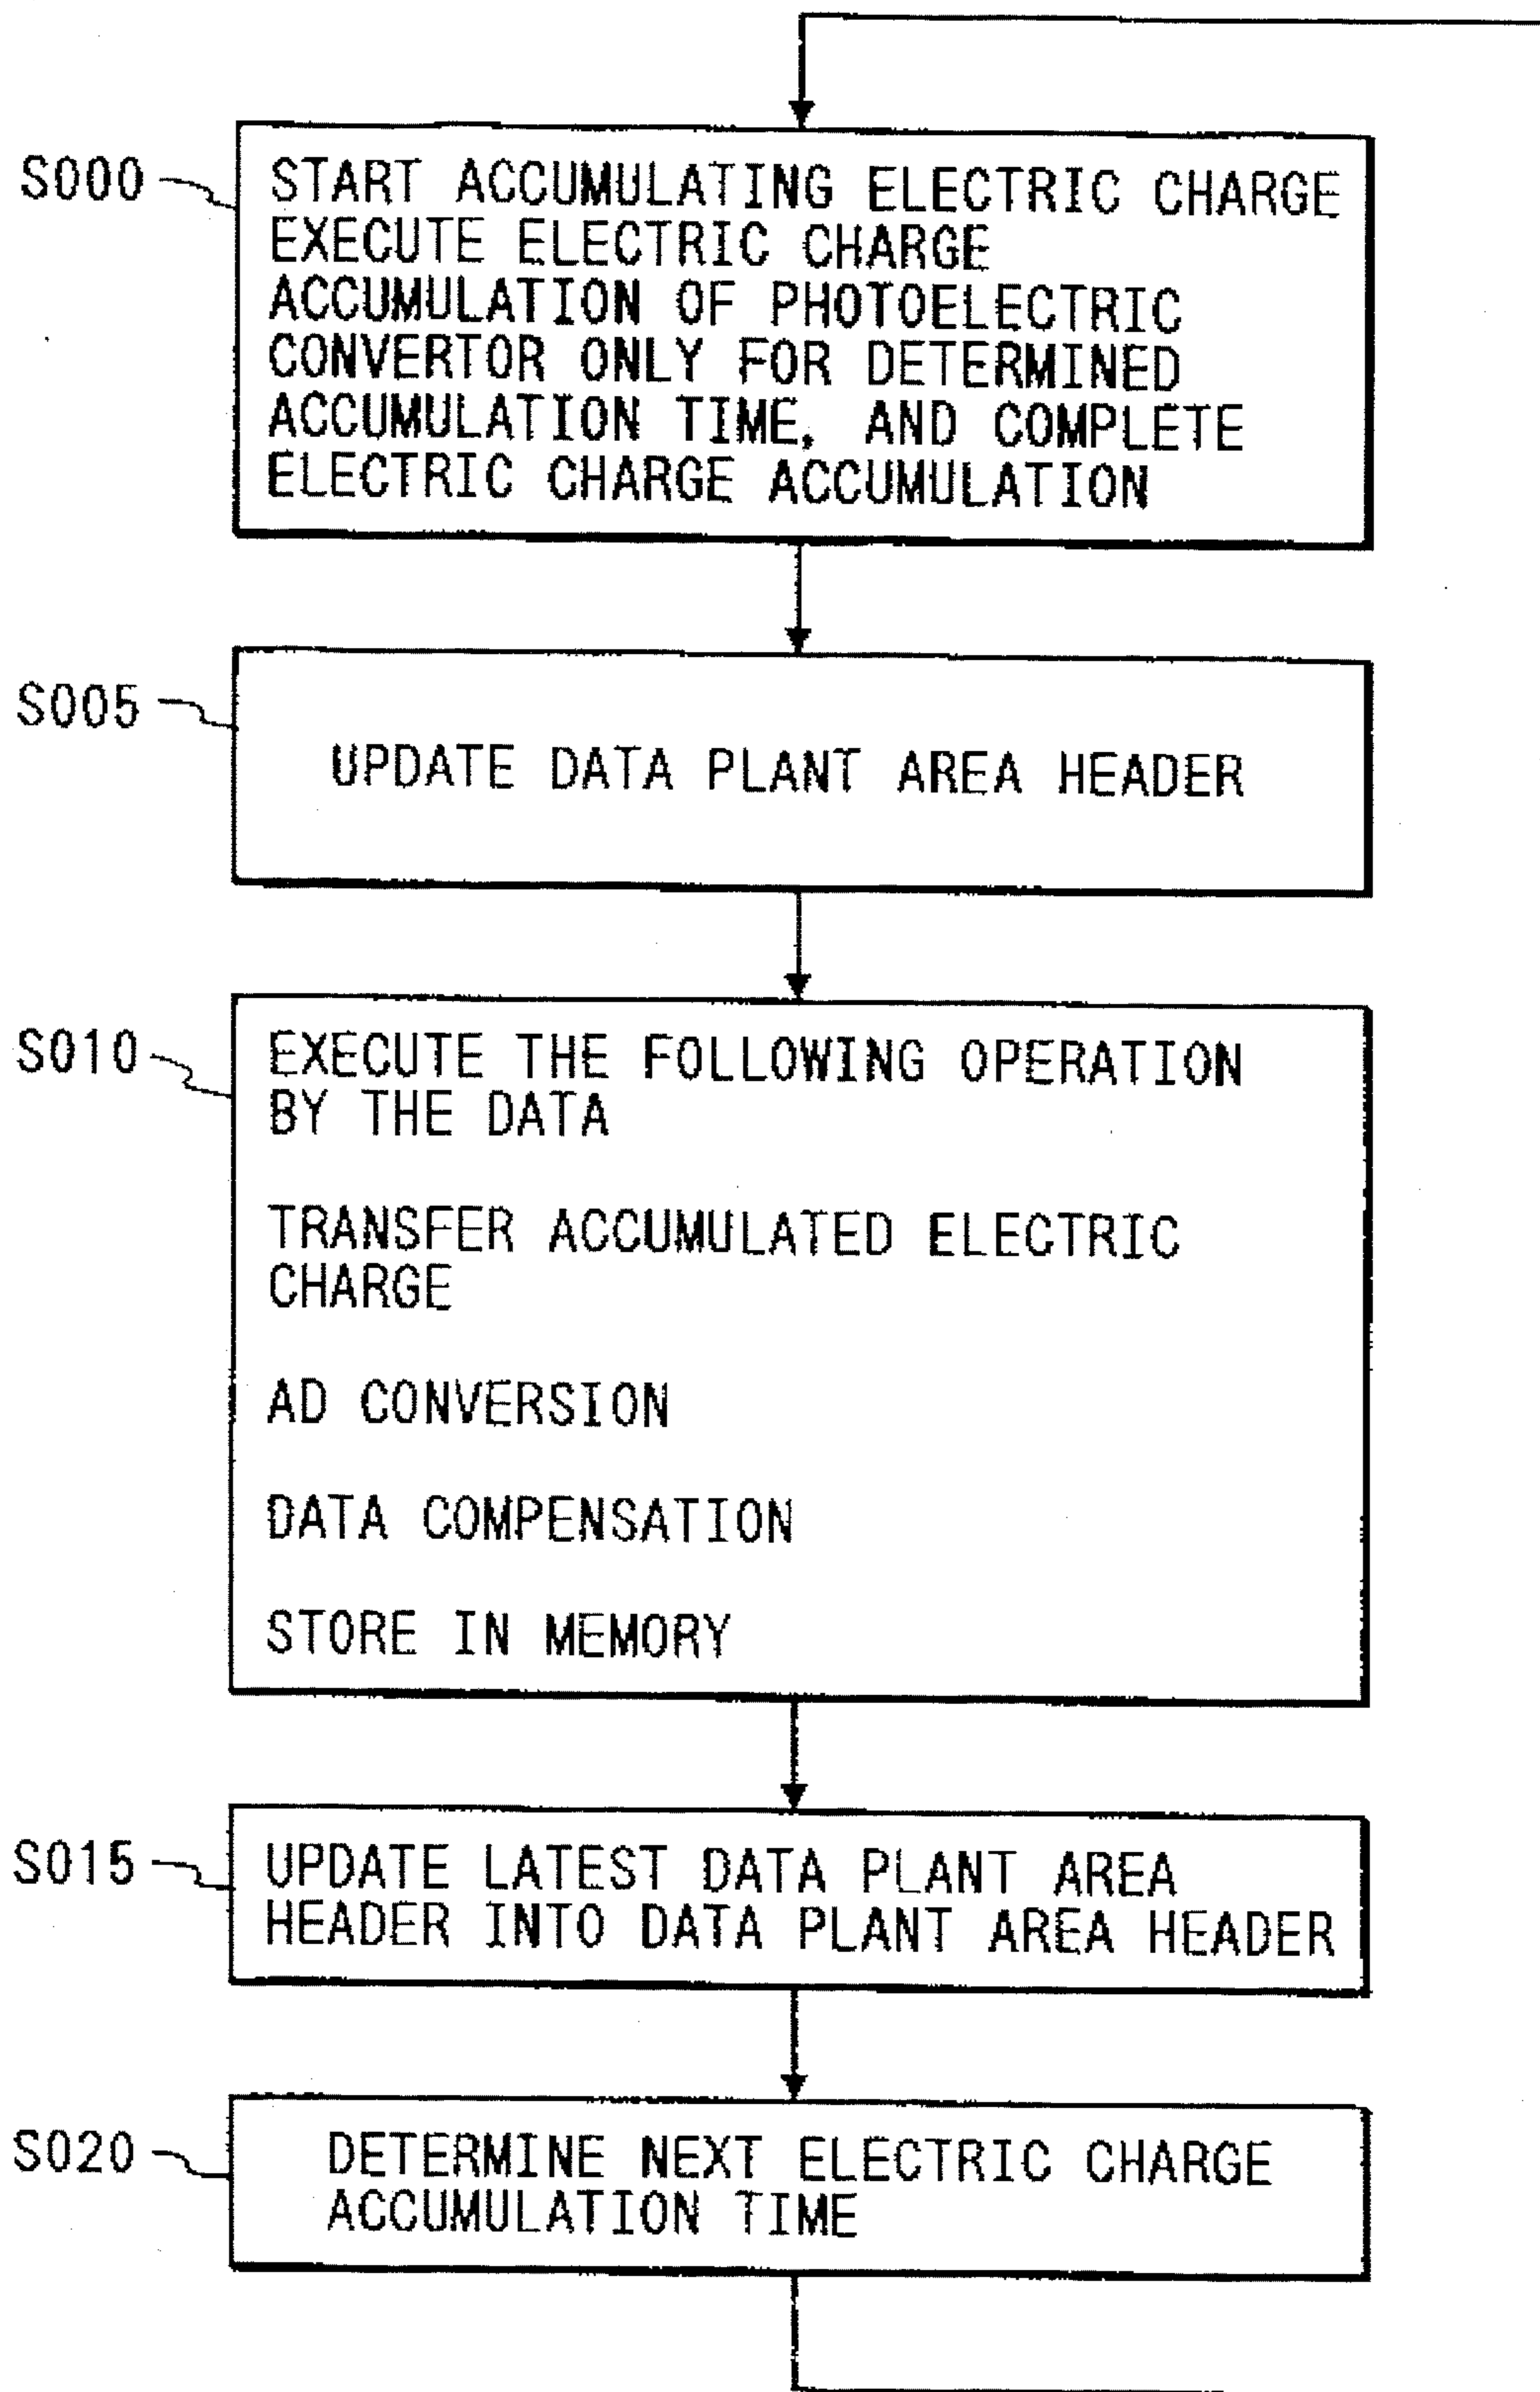 S000
START ACCUMULATING ELECTRIC CHARGE
EXECUTE ELECTRIC CHARGE
ACCUMULATION OF PHOTOELECTRIC
CONVERTOR ONLY FOR DETERMINED
ACCUMULATION TIME, AND COMPLETE
ELECTRIC CHARGE ACCUMULATION
S005
UPDATE DATA PLANT AREA HEADER
S010
EXECUTE THE FOLLOWING OPERATION
BY THE DATA
TRANSFER ACCUMULATED ELECTRIC
CHARGE
AD CONVERSION
DATA COMPENSATION
STORE IN MEMORY
S015
UPDATE LATEST DATA PLANT AREA
HEADER INTO DATA PLANT AREA HEADER
S020
DETERMINE NEXT ELECTRIC CHARGE
ACCUMULATION TIME